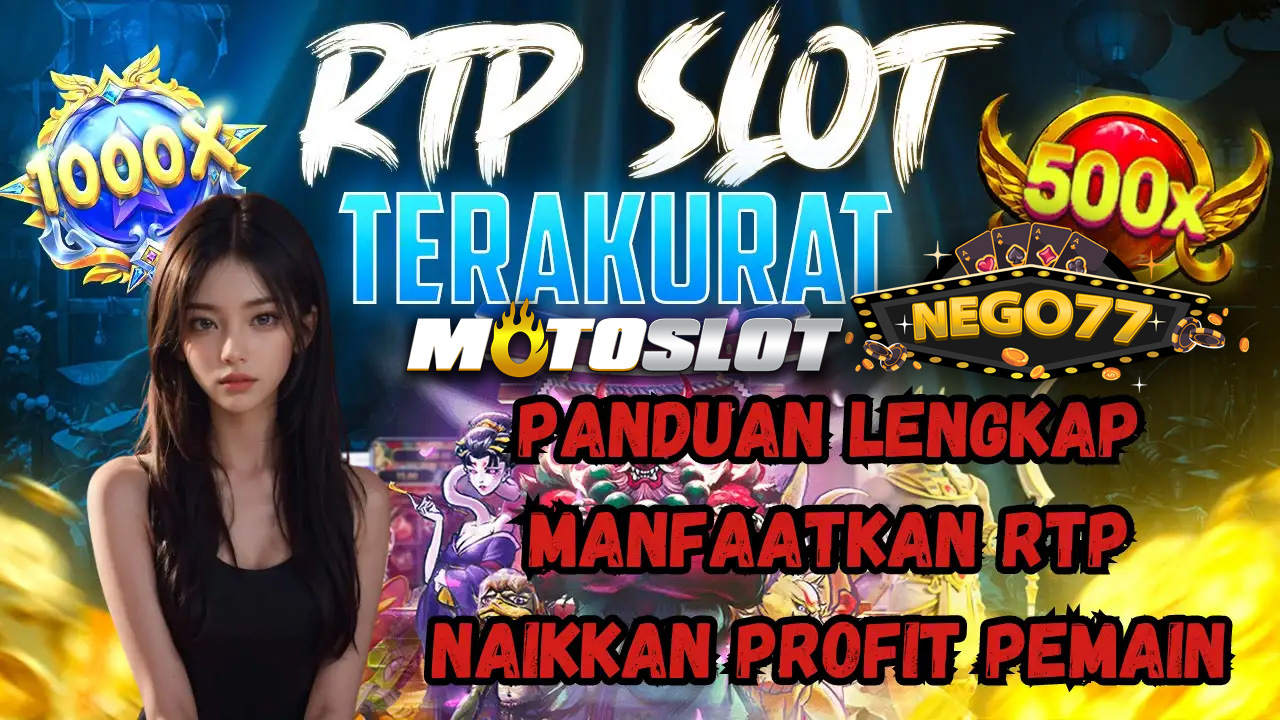 RTP SLOT
TERAKURAT
1000X
500x
MOTOSLOT
NEGO77
PANDUAN LENGKAP
MANFAATKAN RTP
NAIKKAN PROFIT PEMAIN